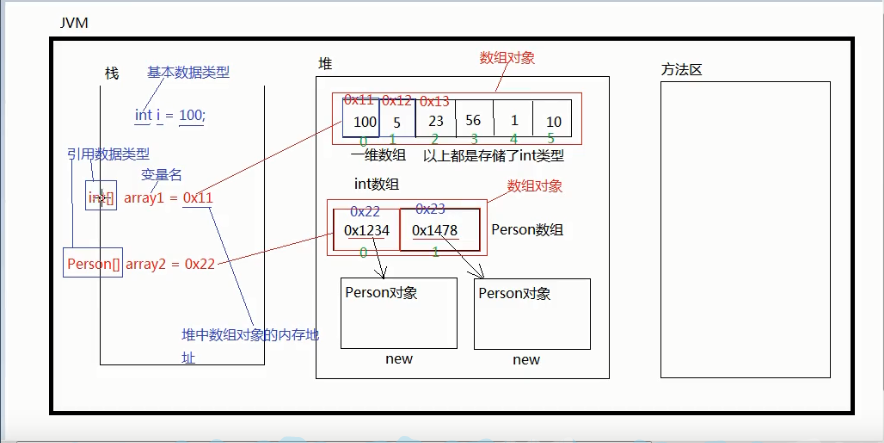 JVM
栈
基本数据类型
int i = 100;
引用数据类型
变量名
int[] array1 = 0x11
Person[] array2 = 0x22
堆中数组对象的内存地
址
堆
数组对象
0x11 0x12 0x13
100 5 23 56 1 10
0 1 2 3 4 5
一维数组 以上都是存储了int类型
int数组
数组对象
0x22 0x23
0x1234 0x1478
Person数组
0 1
Person对象 Person对象
new new
方法区